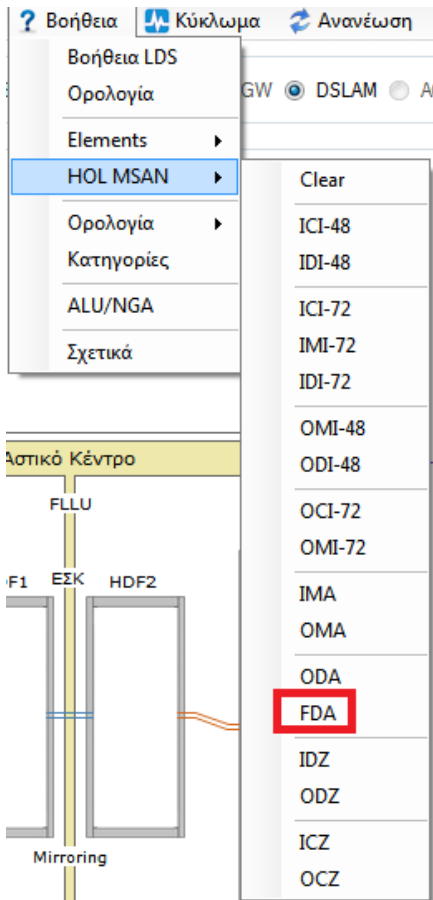 Βοήθεια Κύκλωμα Ανανέωση
Βοήθεια LDS
Ορολογία
GW DSLAM
Elements
HOL MSAN
Ορολογία
Κατηγορίες
ALU/NGA
Σχετικά
Clear
ICI-48
IDI-48
ICI-72
IMI-72
IDI-72
OMI-48
ODI-48
OCI-72
OMI-72
IMA
OMA
ODA
FDA
IDZ
ODZ
ICZ
OCZ
Αστικό Κέντρο
FLLU
DF1 ΕΣΚ HDF2
Mirroring